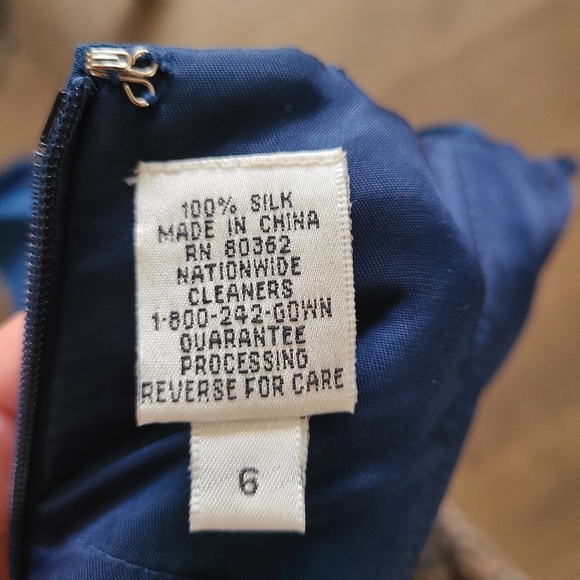 100% SILK
MADE IN CHINA
RN 80362
NATIONWIDE
CLEANERS
1-800-242-GOWN
GUARANTEE
PROCESSING
REVERSE FOR CARE
6